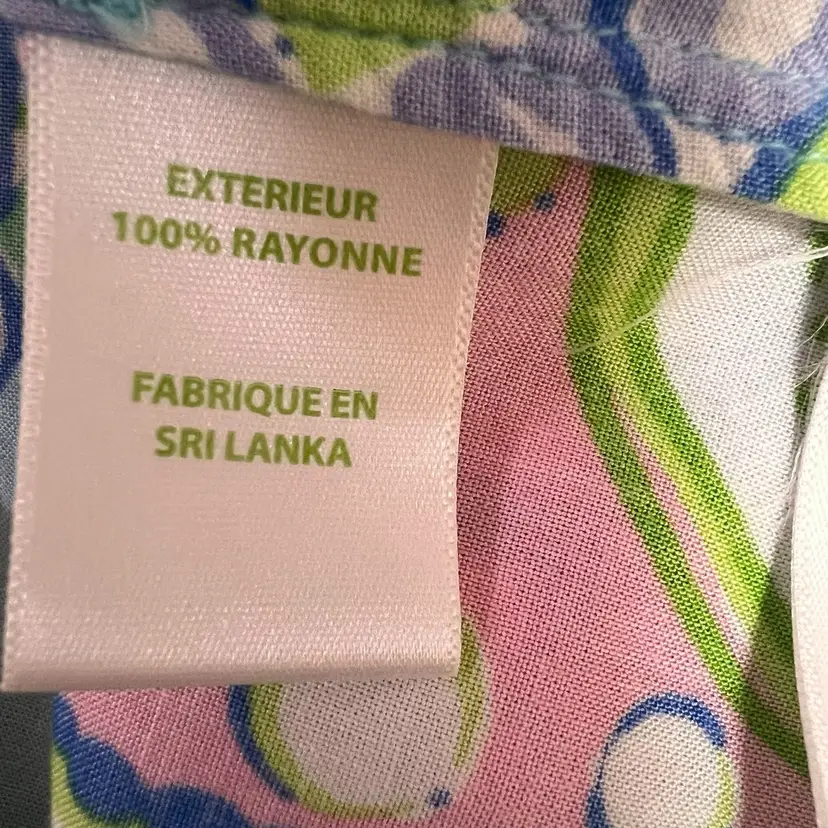 EXTERIEUR
100% RAYONNE
FABRIQUE EN
SRI LANKA